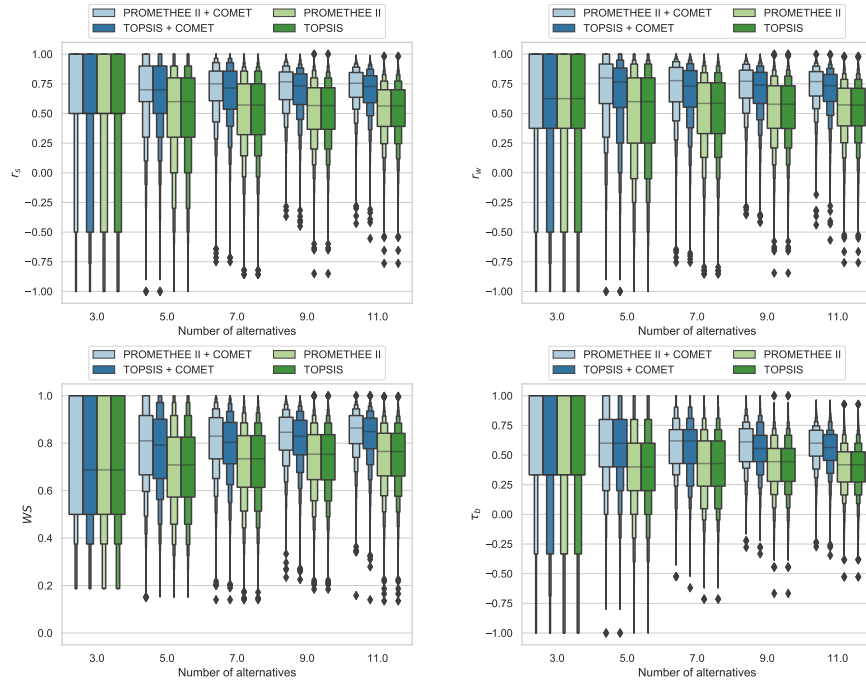 PROMETHEE II + COMET PROMETHEE II
TOPSIS + COMET TOPSIS
1.00
0.75
0.50
0.25
0.00
−0.25
−0.50
−0.75
−1.00
r_s
3.0 5.0 7.0 9.0 11.0
Number of alternatives
PROMETHEE II + COMET PROMETHEE II
TOPSIS + COMET TOPSIS
1.00
0.75
0.50
0.25
0.00
−0.25
−0.50
−0.75
−1.00
r_w
3.0 5.0 7.0 9.0 11.0
Number of alternatives
PROMETHEE II + COMET PROMETHEE II
TOPSIS + COMET TOPSIS
1.0
0.8
0.6
0.4
0.2
0.0
WS
3.0 5.0 7.0 9.0 11.0
Number of alternatives
PROMETHEE II + COMET PROMETHEE II
TOPSIS + COMET TOPSIS
1.00
0.75
0.50
0.25
0.00
−0.25
−0.50
−0.75
−1.00
τ_b
3.0 5.0 7.0 9.0 11.0
Number of alternatives